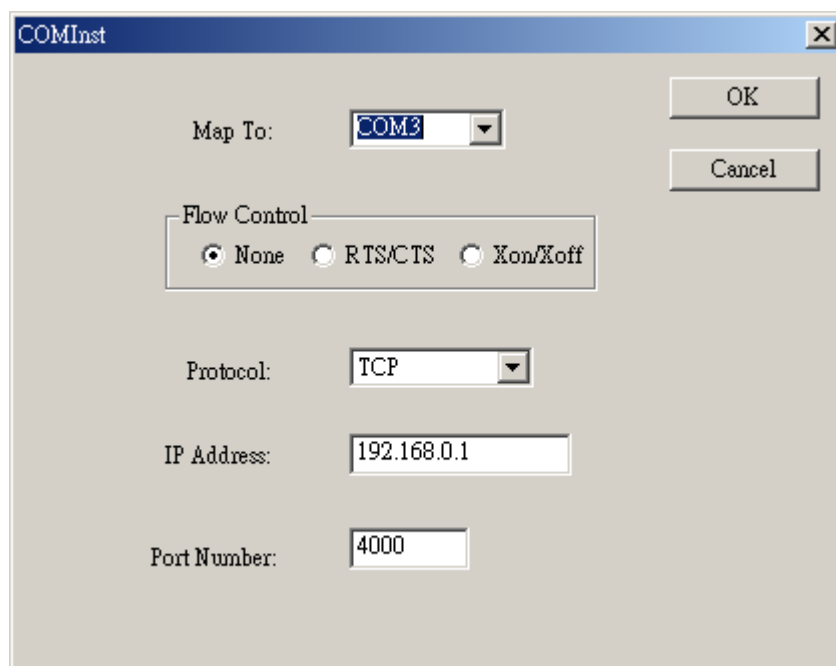 COMInst
OK
Map To: COM3
Cancel
Flow Control
None RTS/CTS Xon/Xoff
Protocol: TCP
IP Address: 192.168.0.1
Port Number: 4000